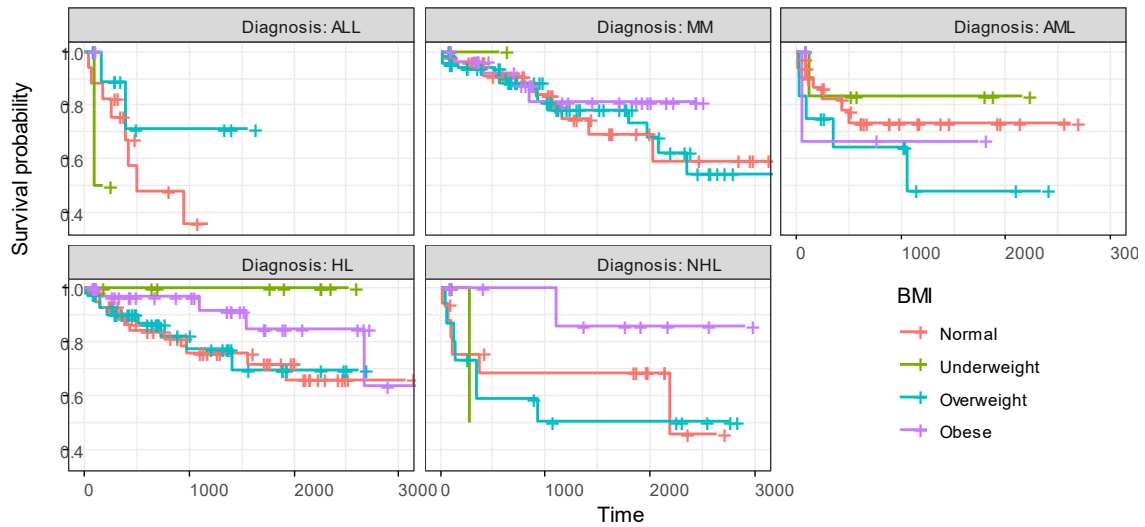 Diagnosis: ALL
Diagnosis: MM
Diagnosis: AML
1.0
0.8
0.6
0.4
0
1000
2000
3000
Survival probability
Diagnosis: HL
Diagnosis: NHL
1.0
0.8
0.6
0.4
0
1000
2000
3000
0
1000
2000
3000
Time
BMI
Normal
Underweight
Overweight
Obese